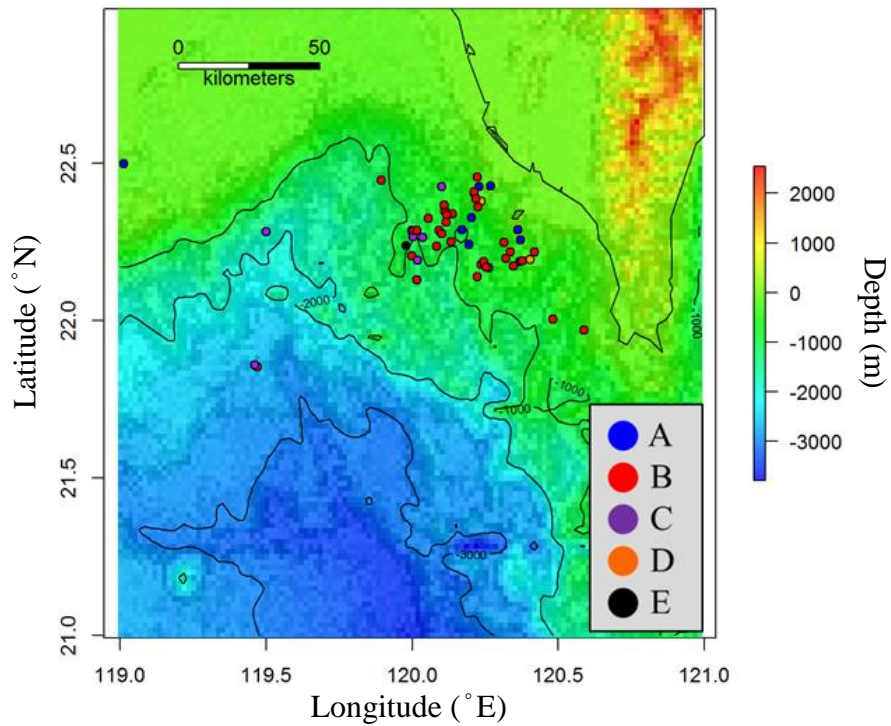 0 50
kilometers
22.5
22.0
21.5
21.0
Latitude (°N)
-2000
-1000
-1000
-1000
-3000
A
B
C
D
E
119.0 119.5 120.0 120.5 121.0
Longitude (°E)
2000
1000
0
-1000
-2000
-3000
Depth (m)